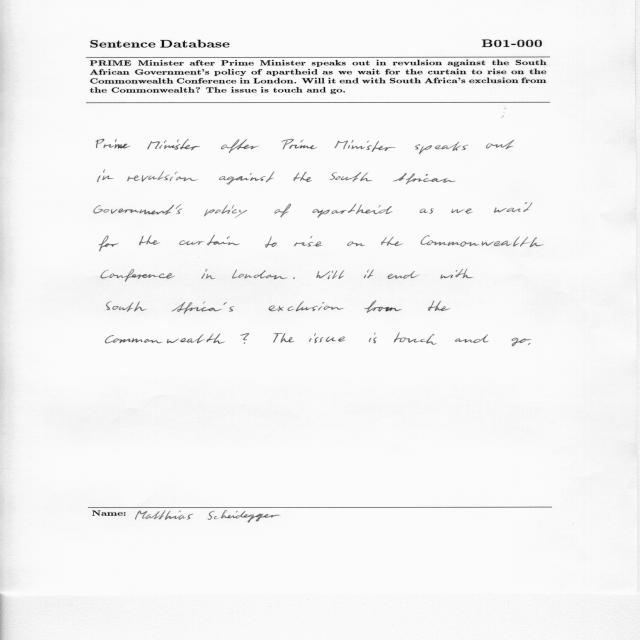 Sentence Database B01-000
PRIME Minister after Prime Minister speaks out in revulsion against the South
African Government's policy of apartheid as we wait for the curtain to rise on the
Commonwealth Conference in London. Will it end with South Africa's exclusion from
the Commonwealth? The issue is touch and go.
Prime Minister after Prime Minister speaks out
in revulsion against the South African
Government's policy of apartheid as we wait
for the curtain to rise on the Commonwealth
Conference in London. Will it end with
South Africa's exclusion from the
Commonwealth ? The issue is touch and go.
Name: Matthias Scheidegger